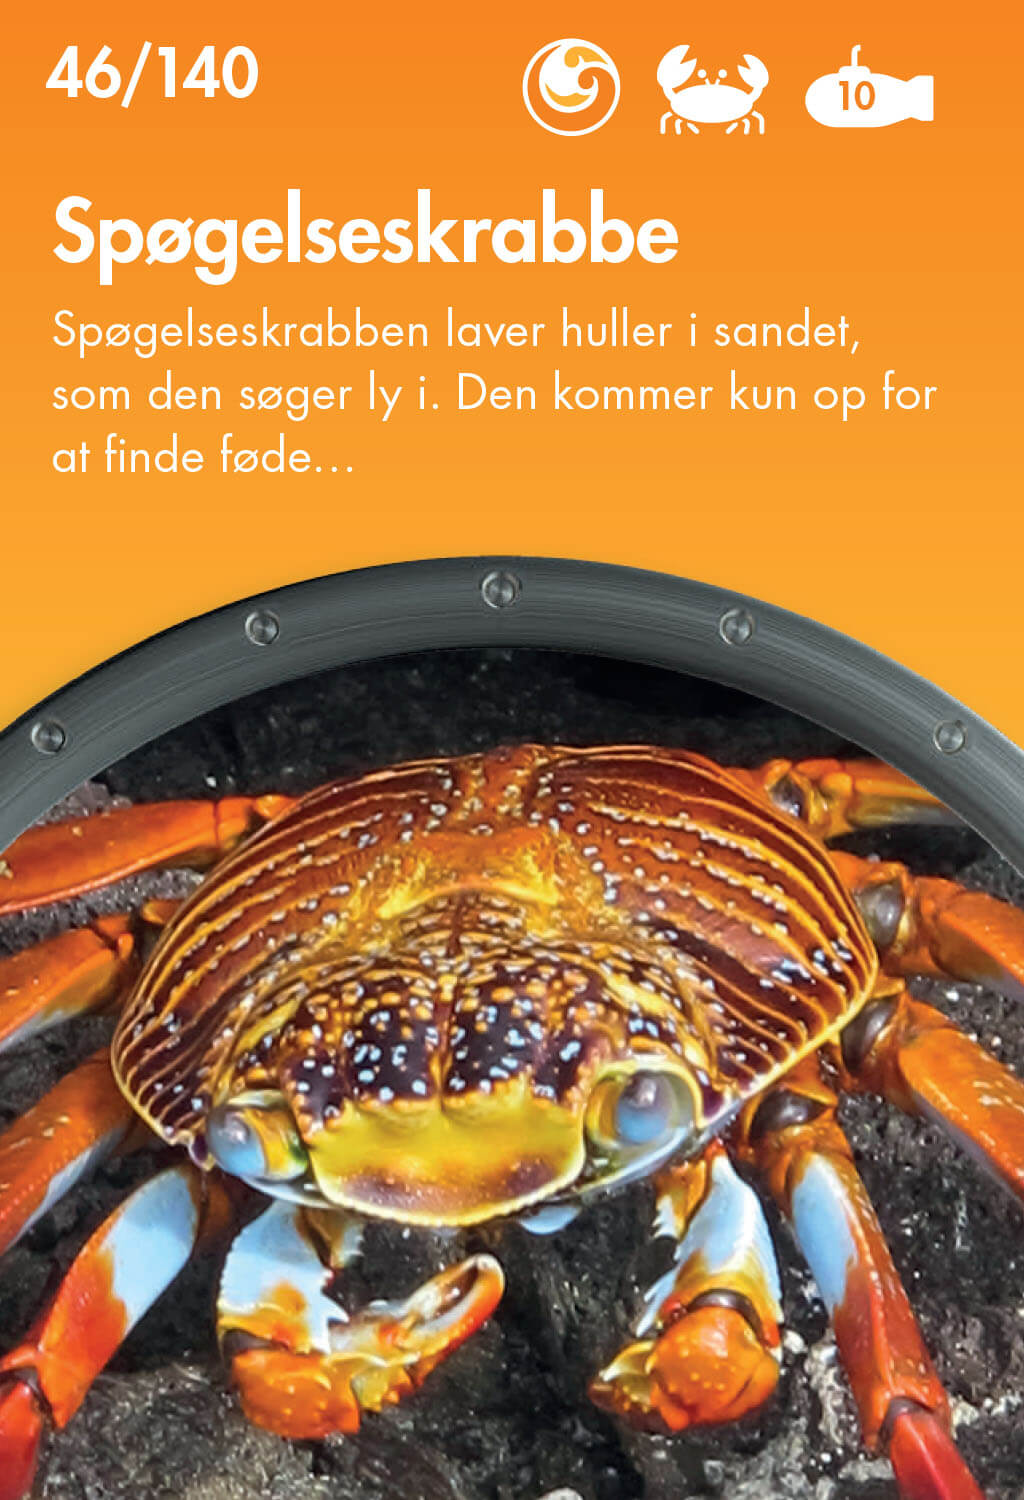 46/140
10
Spøgelseskrabbe
Spøgelseskrabben laver huller i sandet,
som den søger ly i. Den kommer kun op for
at finde føde...